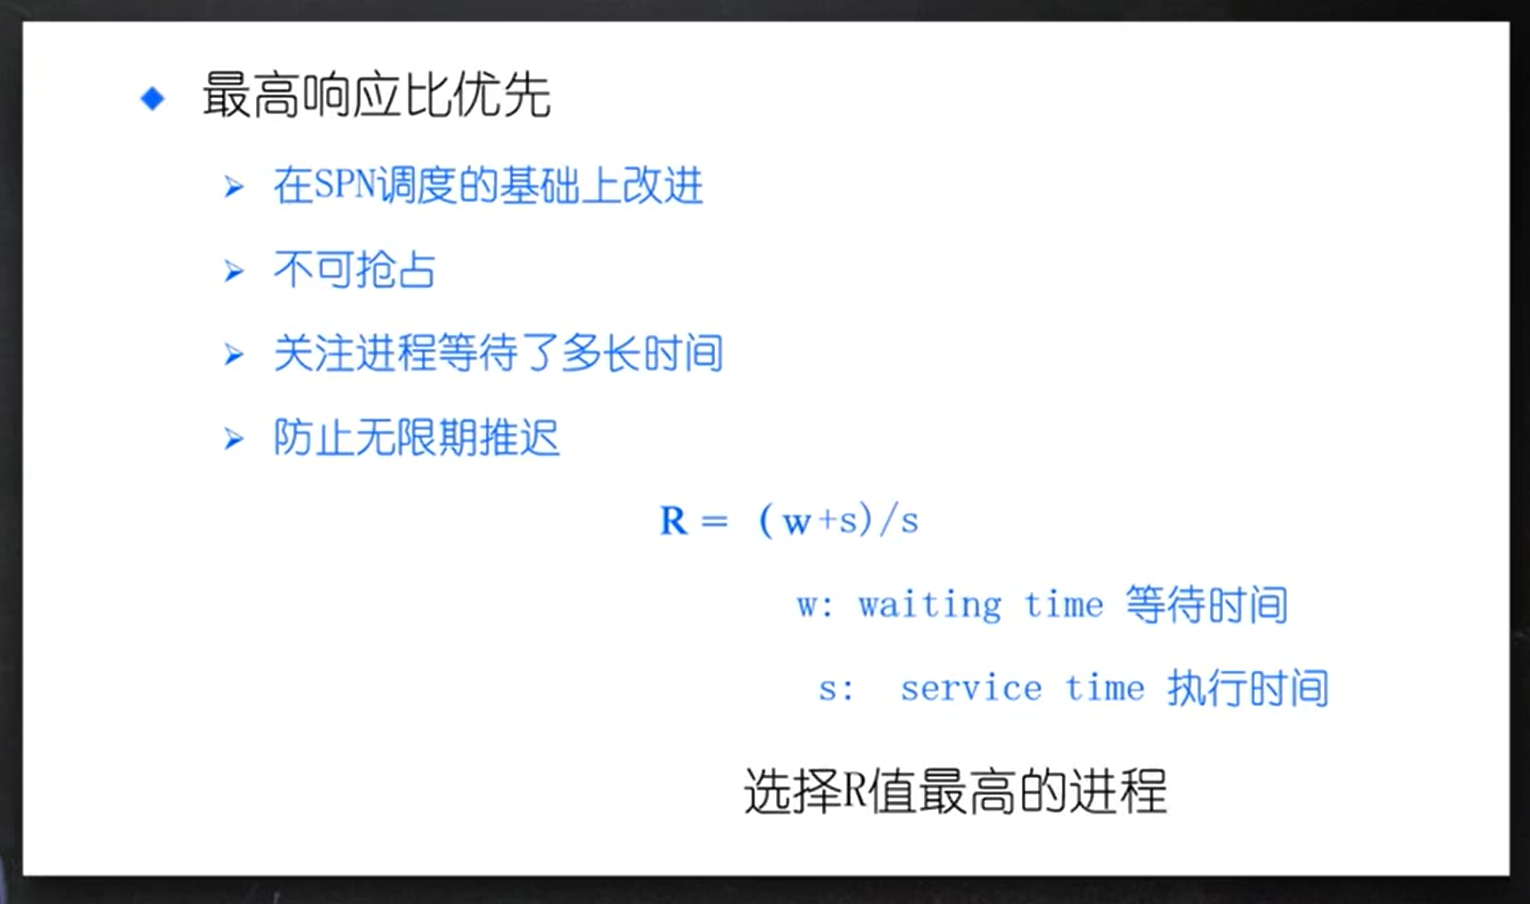 最高响应比优先
在SPN调度的基础上改进
不可抢占
关注进程等待了多长时间
防止无限期推迟
R = (w+s)/s
w: waiting time 等待时间
s: service time 执行时间
选择R值最高的进程